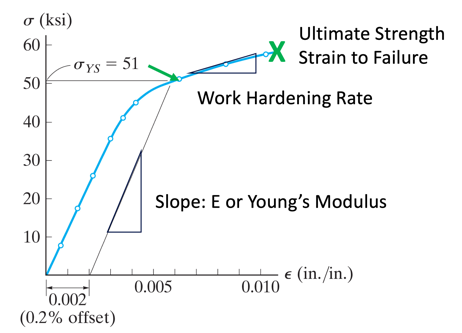 σ (ksi)
60
50
40
30
20
10
σ_YS = 51
Ultimate Strength
Strain to Failure
Work Hardening Rate
Slope: E or Young’s Modulus
0.002
(0.2% offset)
0.005
0.010
ϵ (in./in.)